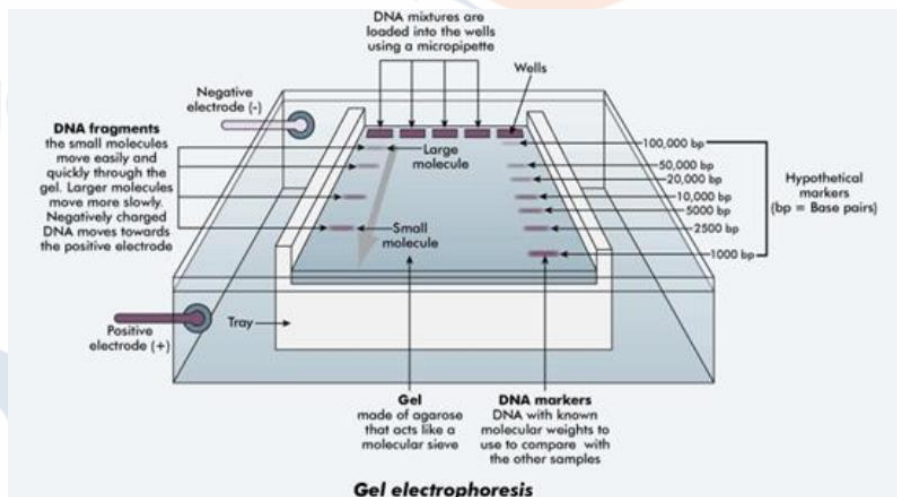 DNA mixtures are
loaded into the wells
using a micropipette
Wells
Negative
electrode (-)
DNA fragments
the small molecules
move easily and
quickly through the
gel. Larger molecules
move more slowly.
Negatively charged
DNA moves towards
the positive electrode
Large
molecule
Small
molecule
100,000 bp
50,000 bp
20,000 bp
10,000 bp
5000 bp
2500 bp
1000 bp
Hypothetical
markers
(bp = Base pairs)
Positive
electrode (+)
Tray
Gel
made of agarose
that acts like a
molecular sieve
DNA markers
DNA with known
molecular weights to
use to compare with
the other samples
Gel electrophoresis